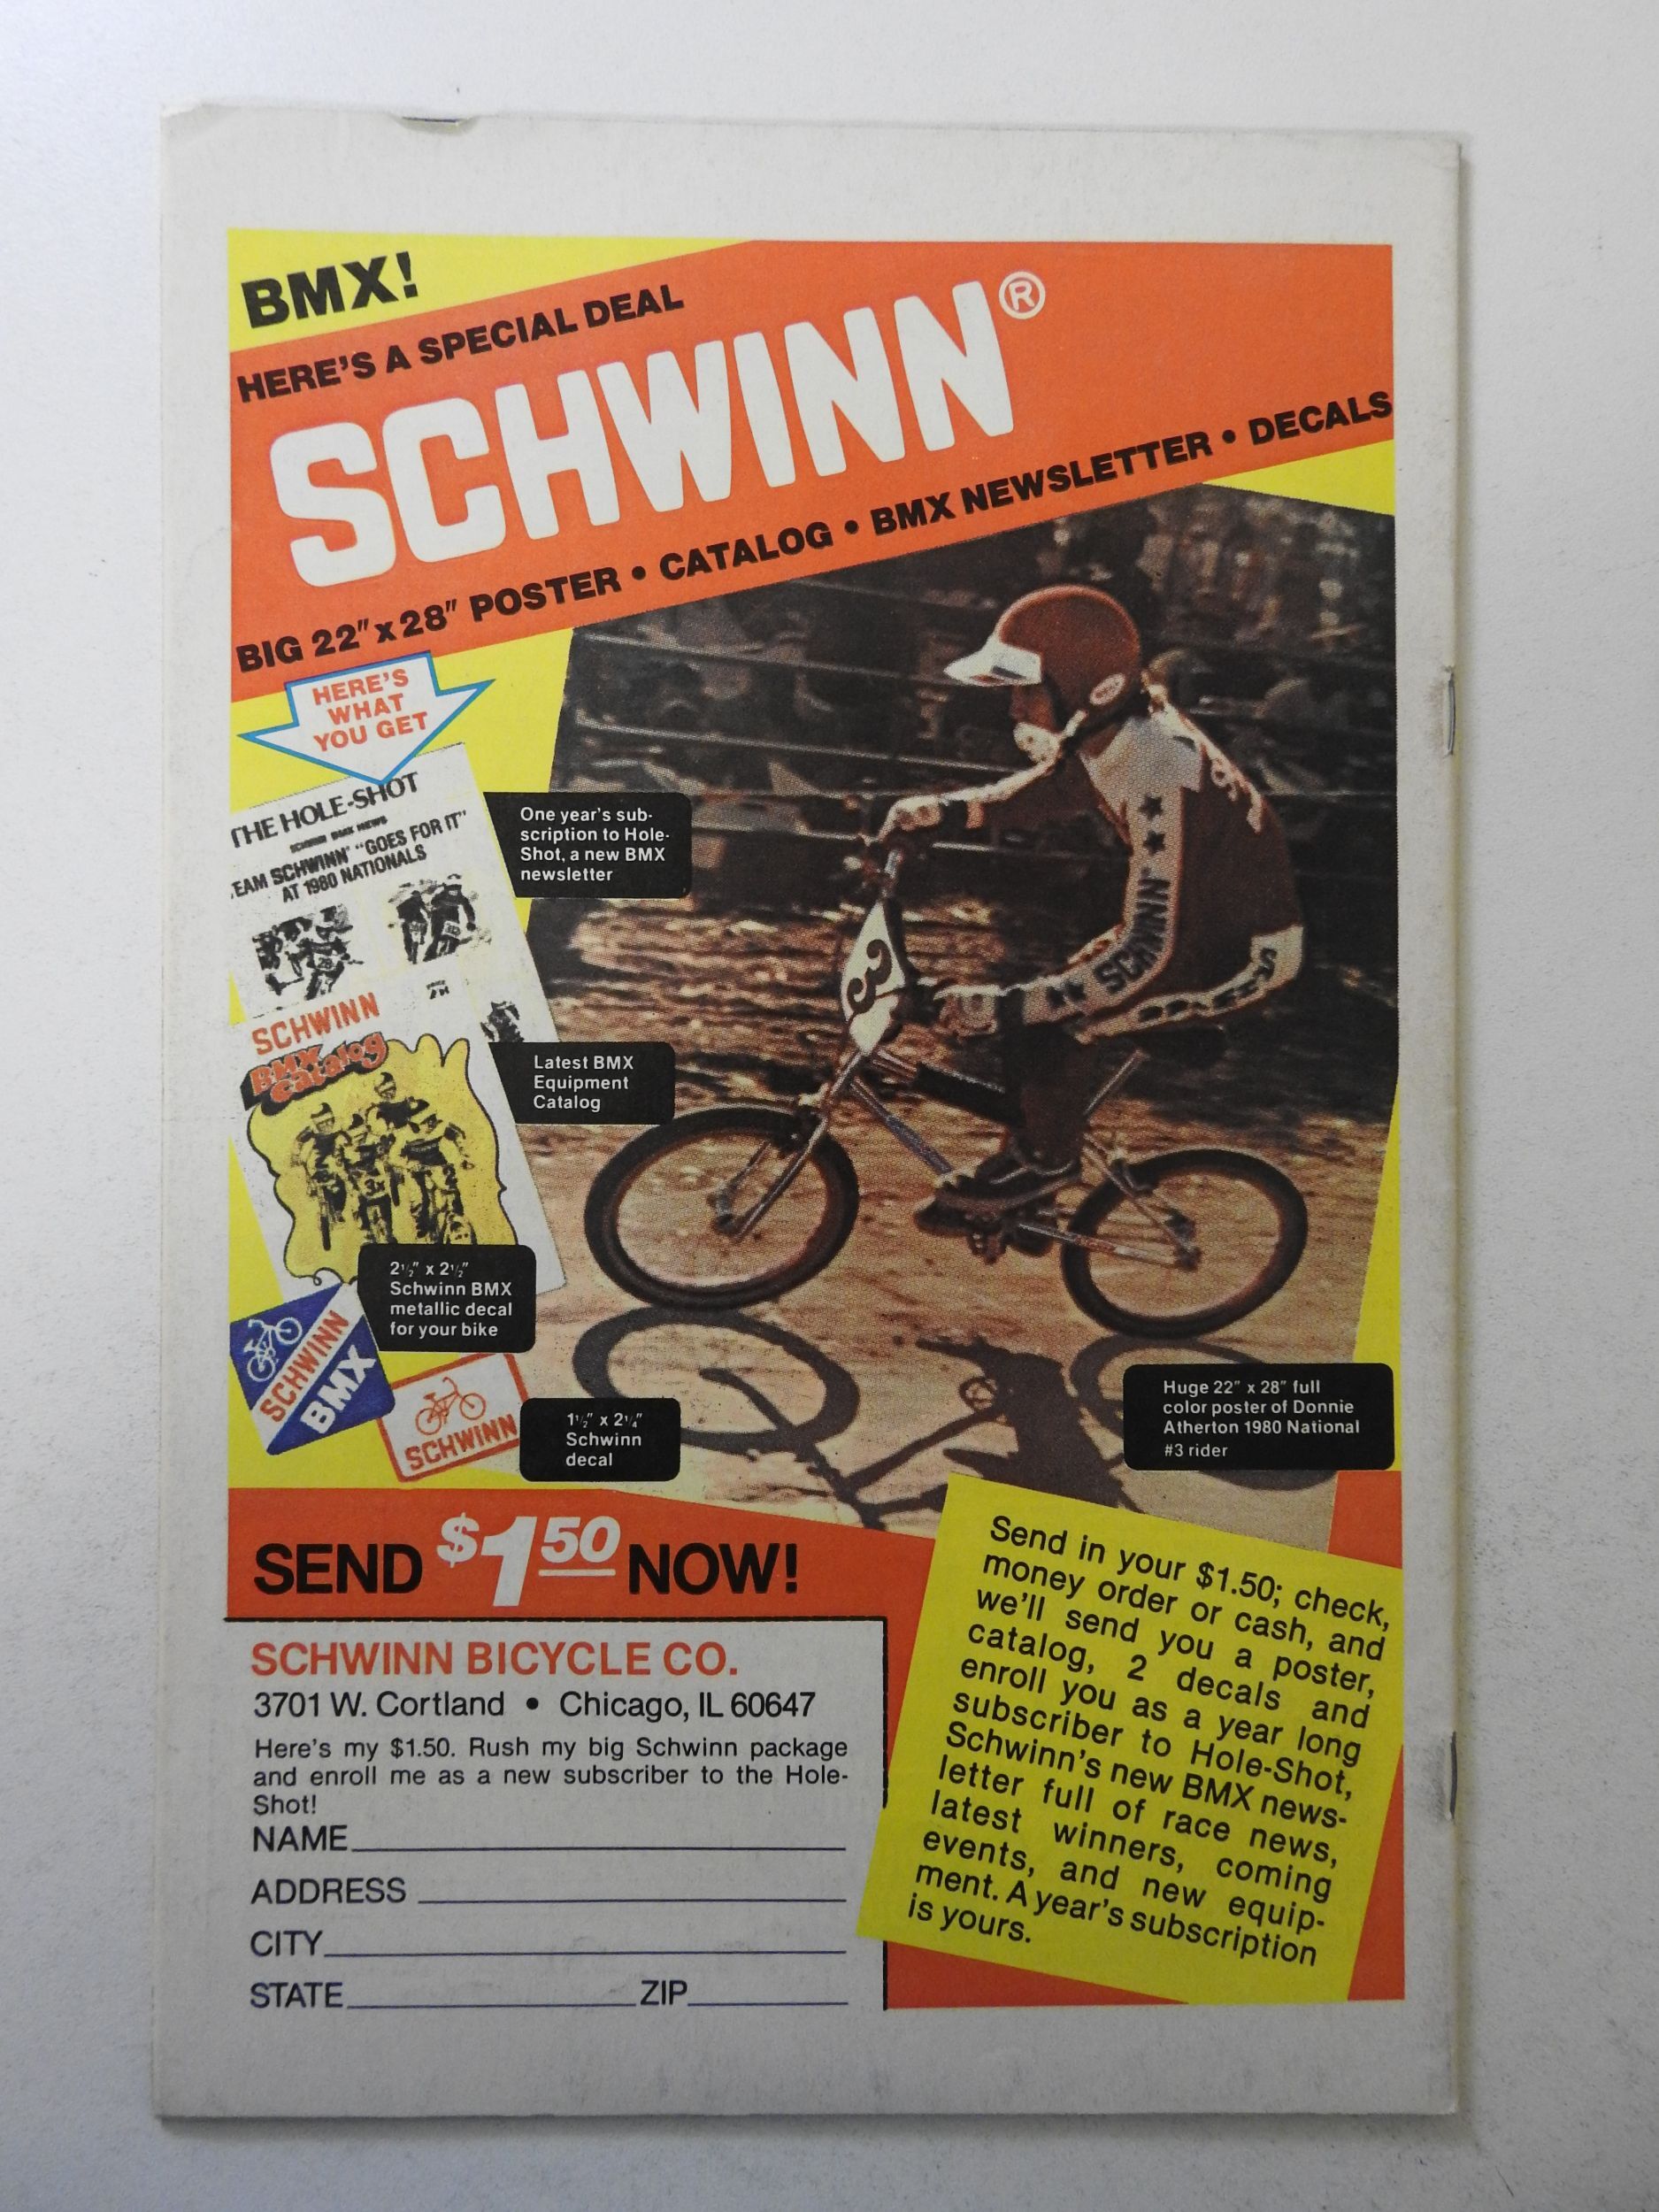 BMX!
HERE'S A SPECIAL DEAL
SCHWINN®
BIG 22" x 28" POSTER • CATALOG • BMX NEWSLETTER • DECALS
HERE'S
WHAT
YOU GET
THE HOLE-SHOT
SCHWINN BMX NEWS
EAM SCHWINN "GOES FOR IT"
AT 1980 NATIONALS
One year's sub-
scription to Hole-
Shot, a new BMX
newsletter
SCHWINN
BMX
Catalog
3x
2
Latest BMX
Equipment
Catalog
2½" x 2½"
Schwinn BMX
metallic decal
for your bike
SCHWINN
BMX
SCHWINN
1½" x 2¼"
Schwinn
decal
3
SCHWINN
Huge 22" x 28" full
color poster of Donnie
Atherton 1980 National
#3 rider
SEND $1.50 NOW!
SCHWINN BICYCLE CO.
3701 W. Cortland • Chicago, IL 60647
Here's my $1.50. Rush my big Schwinn package
and enroll me as a new subscriber to the Hole-
Shot!
NAME
ADDRESS
CITY
STATE ZIP
Send in your $1.50; check,
money order or cash, and
we'll send you a poster,
catalog, 2 decals and
enroll you as a year long
subscriber to Hole-Shot,
Schwinn's new BMX news-
letter full of race news,
latest winners, coming
events, and new equip-
ment. A year's subscription
is yours.